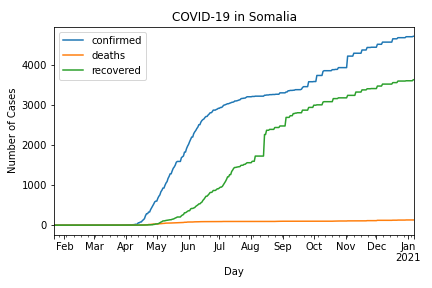 COVID-19 in Somalia
confirmed
deaths
recovered
Number of Cases
4000
3000
2000
1000
0
Feb Mar Apr May Jun Jul Aug Sep Oct Nov Dec Jan
2021
Day